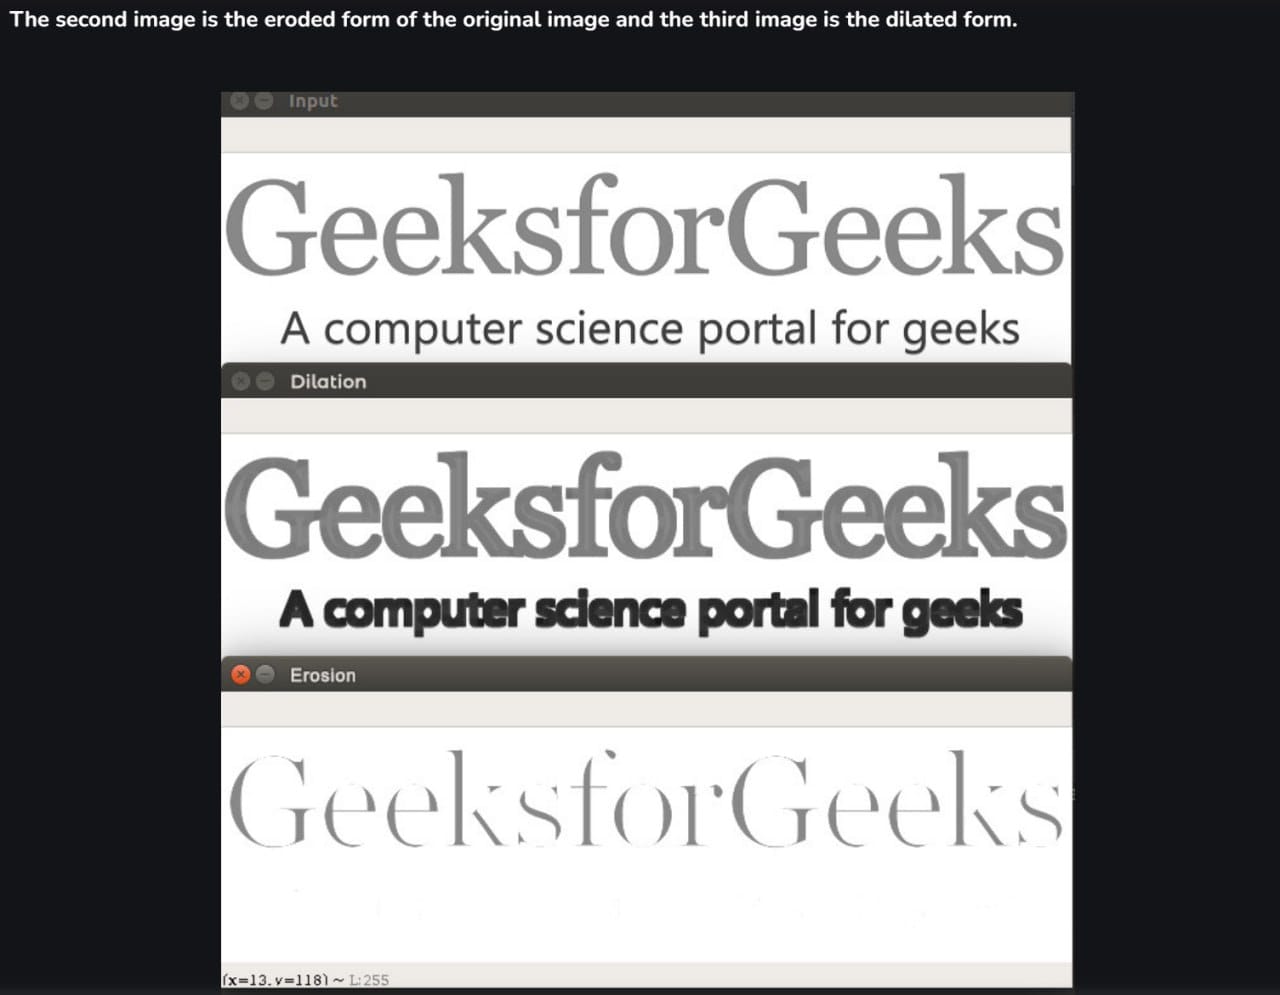 The second image is the eroded form of the original image and the third image is the dilated form.
Input
GeeksforGeeks
A computer science portal for geeks
Dilation
GeeksforGeeks
A computer science portal for geeks
Erosion
GeeksforGeeks
(x=13, y=118) ~ L:255